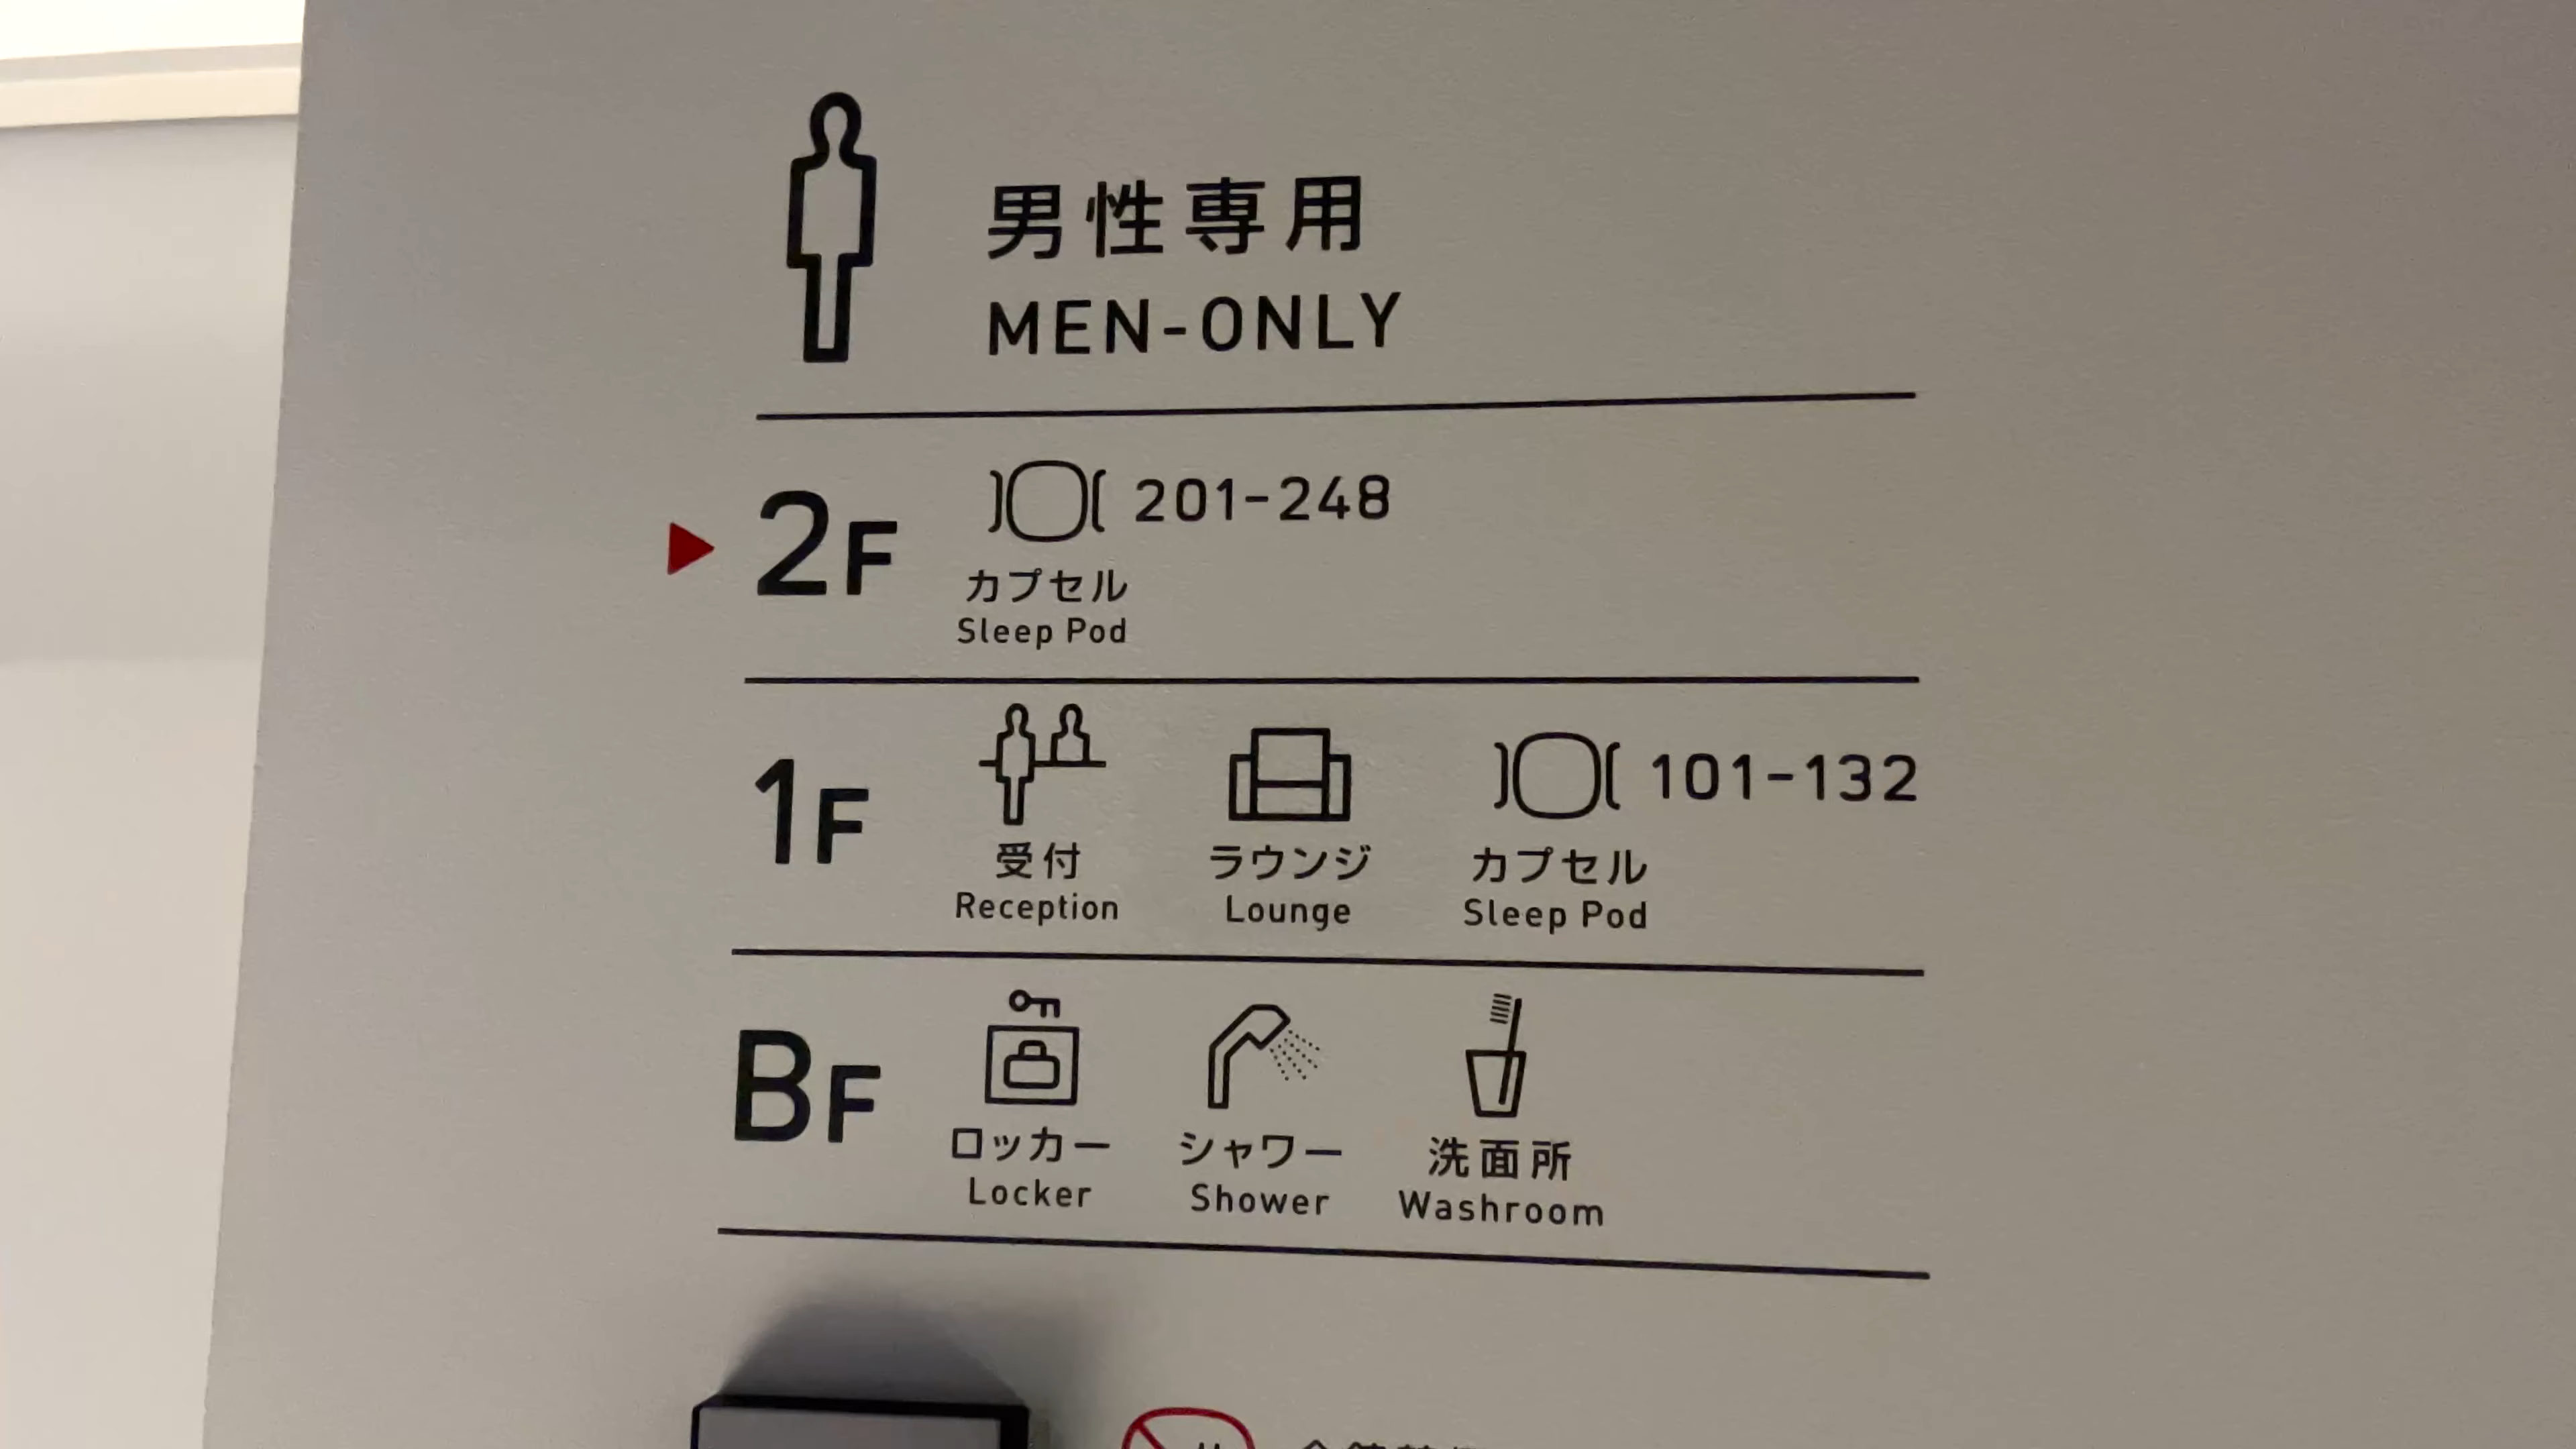 男性専用
MEN-ONLY
2F 201-248
カプセル
Sleep Pod
1F 101-132
受付 ラウンジ カプセル
Reception Lounge Sleep Pod
BF
ロッカー シャワー 洗面所
Locker Shower Washroom